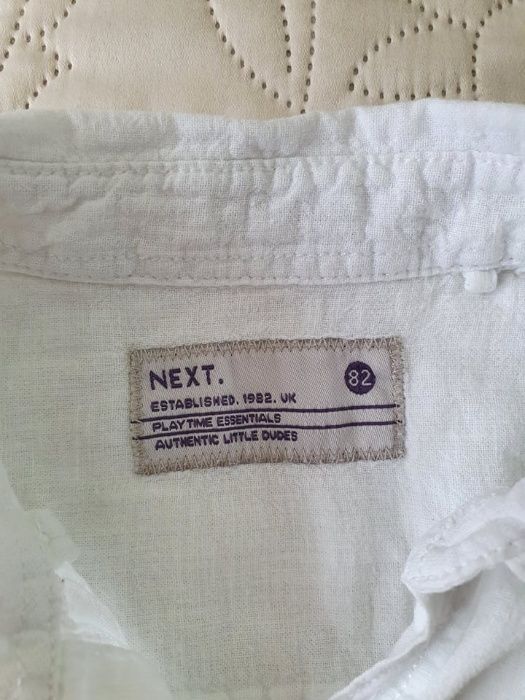 NEXT. 82
ESTABLISHED. 1982. UK
PLAYTIME ESSENTIALS
AUTHENTIC LITTLE DUDES